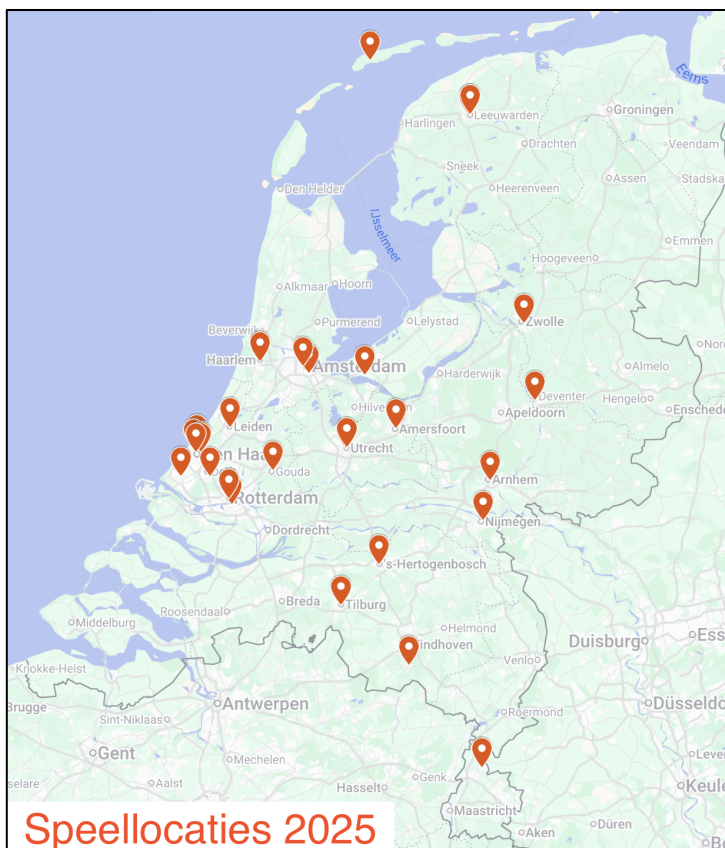 Eems
Groningen
Leeuwarden
Harlingen
Drachten
Veendam
Sneek
Assen
Stadska
Heerenveen
Den Helder
IJsselmeer
Emmen
Hoogeveen
Alkmaar
Hoorn
Purmerend
Lelystad
Zwolle
Beverwijk
Haarlem
Amsterdam
Harderwijk
Almelo
Deventer
Hengelo
Enschede
Apeldoorn
Leiden
Amersfoort
Utrecht
Gouda
Arnhem
Rotterdam
Nijmegen
Dordrecht
's-Hertogenbosch
Breda
Tilburg
Roosendaal
Middelburg
Helmond
Duisburg
Ess
Knokke-Heist
Venlo
Brugge
Antwerpen
Roermond
Düsseldo
Sint-Niklaas
Gent
Mechelen
Lever
Genk
Aalst
Hasselt
Keule
Maastricht
Düren
Aken
Speellocaties 2025